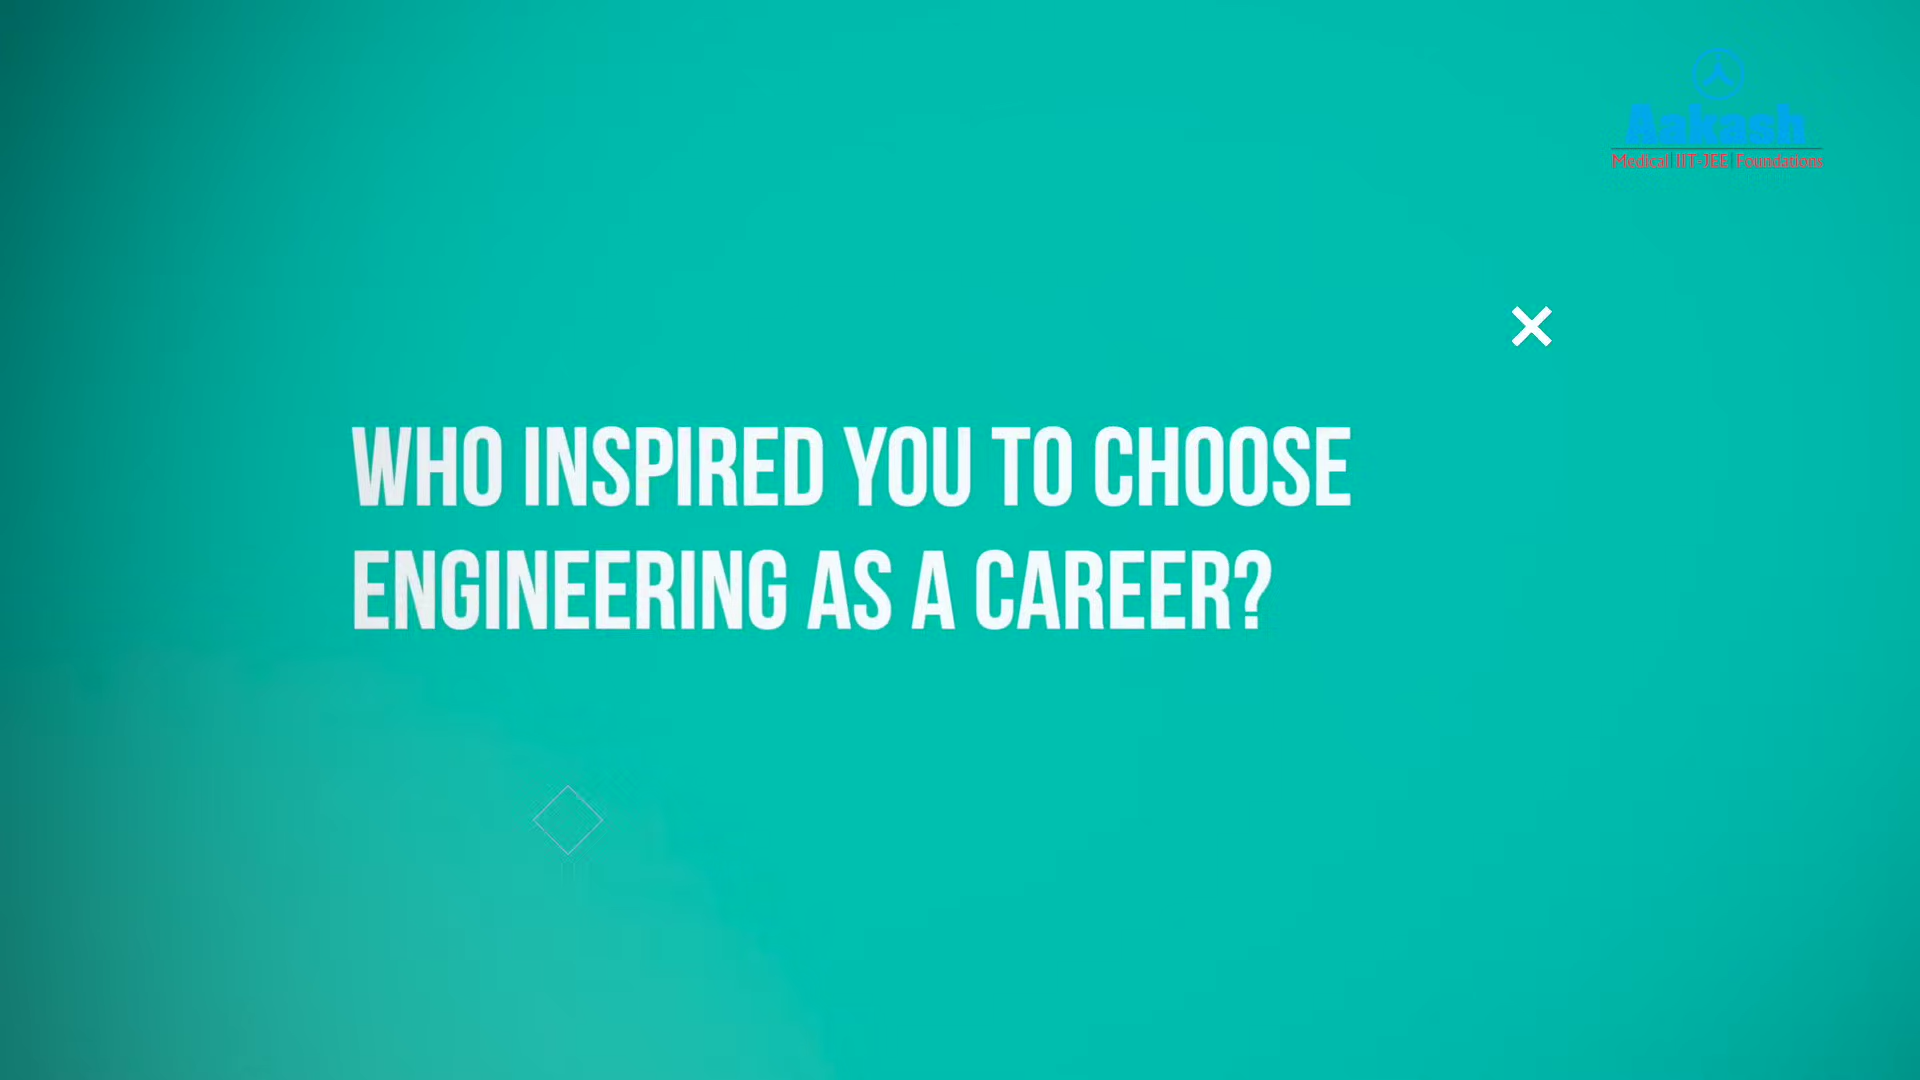 Aakash
Medical|IIT-JEE|Foundations
WHO INSPIRED YOU TO CHOOSE
ENGINEERING AS A CAREER?